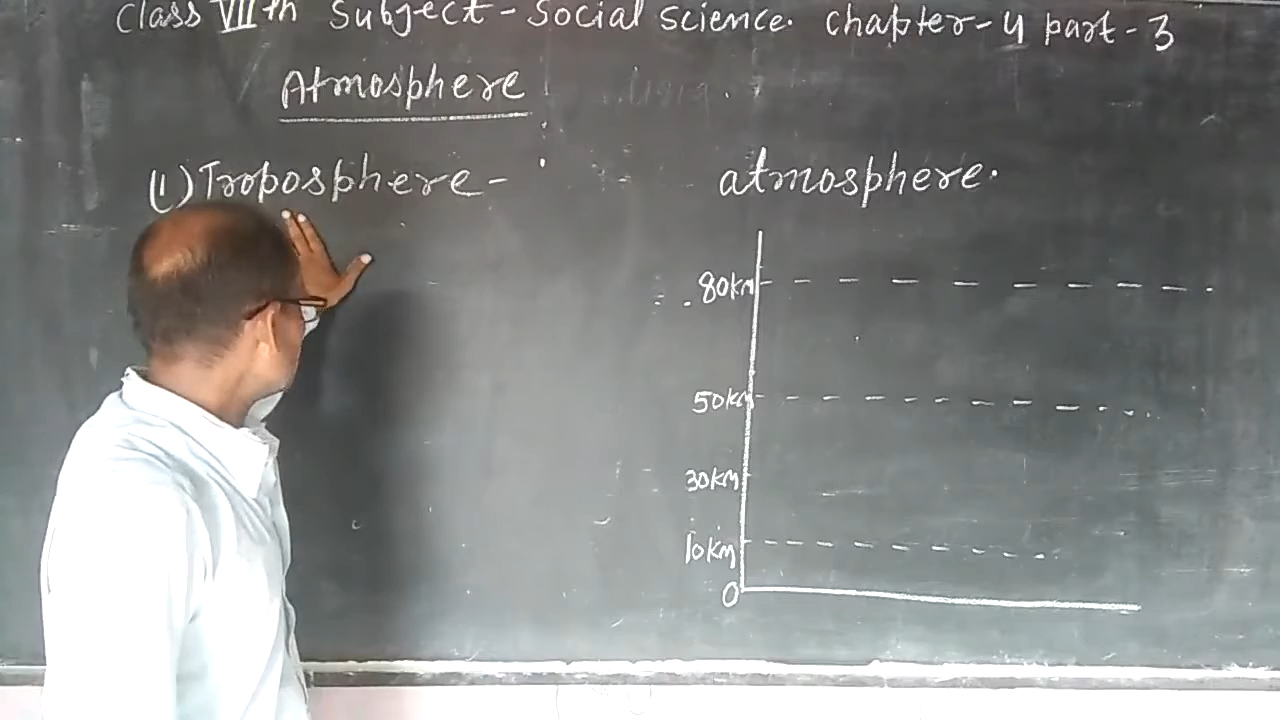 Class VIIth Subject - Social science. Chapter - 4 part - 3
Atmosphere
(1) Troposphere -
atmosphere.
80km
50km
30km
10km
0